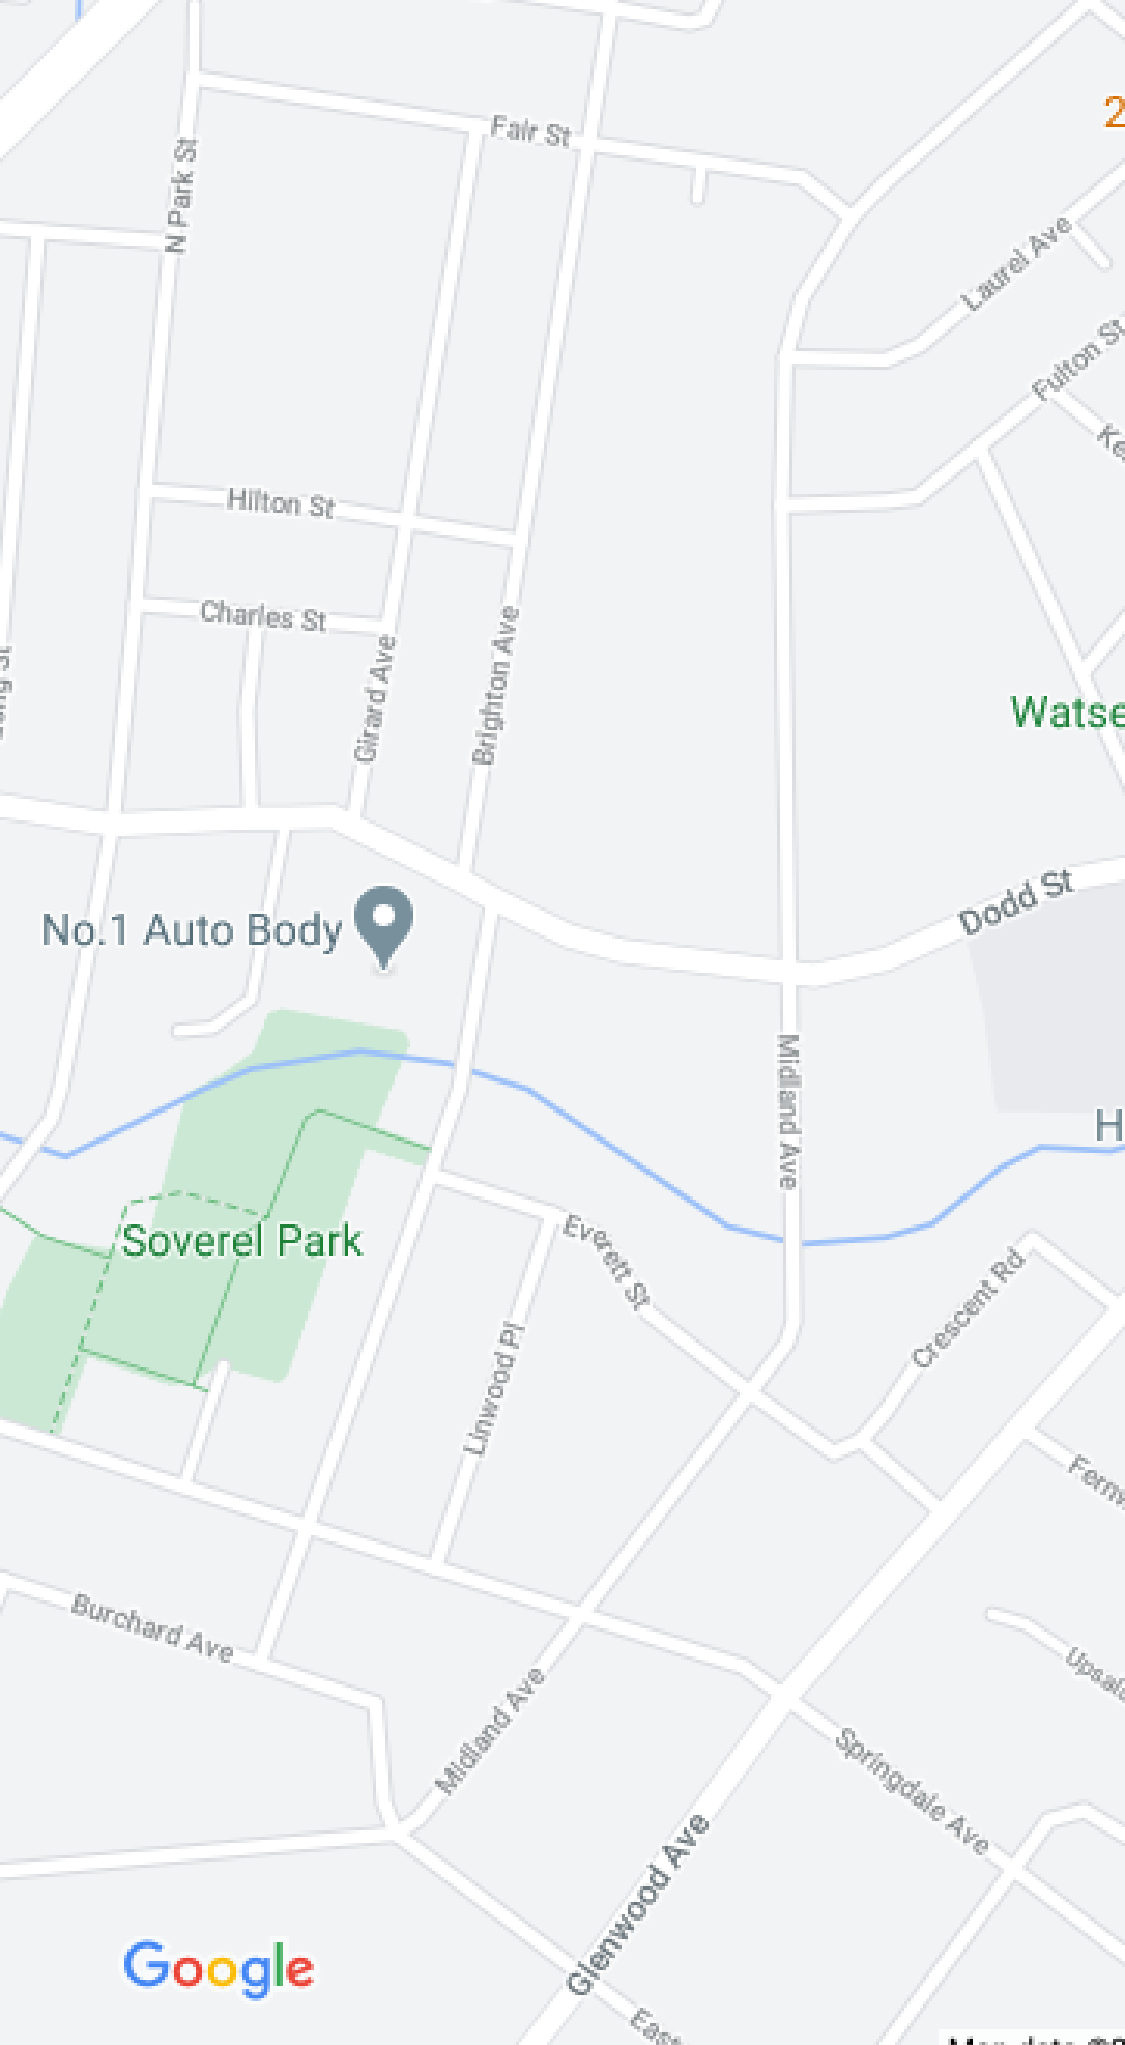 Fair St
N Park St
Laurel Ave
Fulton St
Hilton St
Charles St
Girard Ave
Brighton Ave
Dodd St
No.1 Auto Body
Midland Ave
H
Soverel Park
Everett St
Crescent Rd
Linwood Pl
Burchard Ave
Midland Ave
Springdale Ave
Glenwood Ave
Google
East